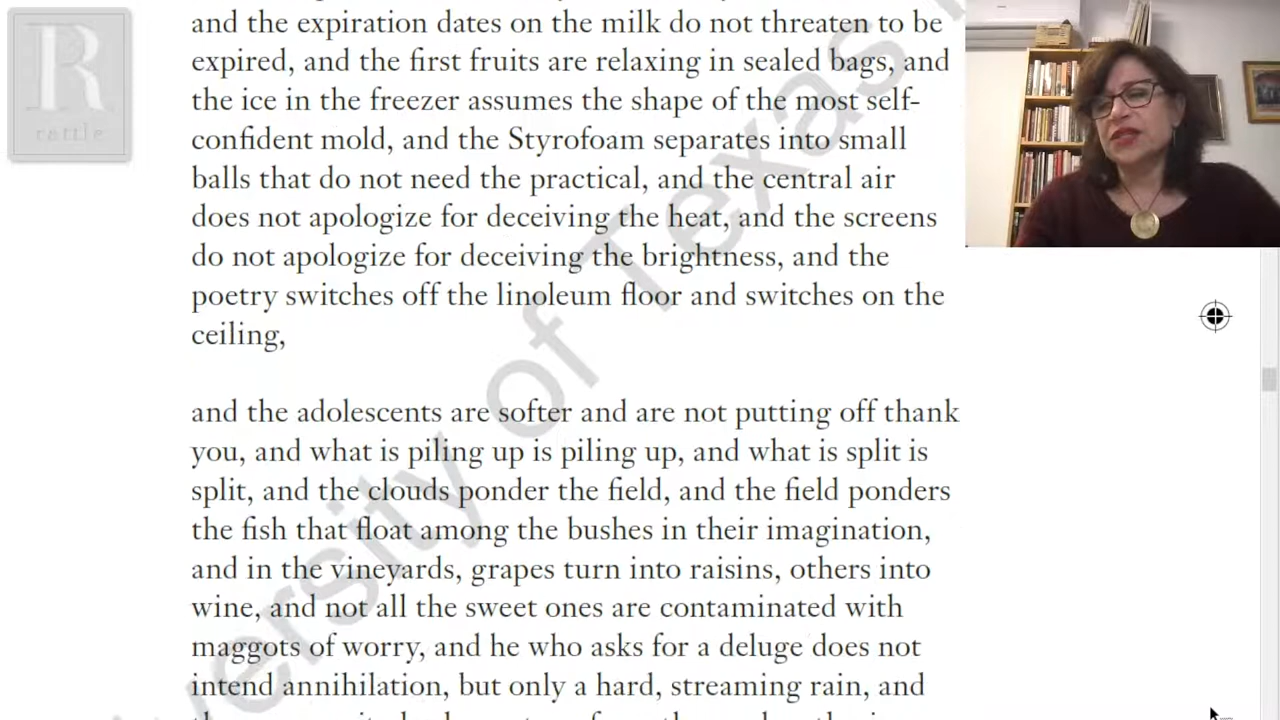 R
rattle
and the expiration dates on the milk do not threaten to be
expired, and the first fruits are relaxing in sealed bags, and
the ice in the freezer assumes the shape of the most self-
confident mold, and the Styrofoam separates into small
balls that do not need the practical, and the central air
does not apologize for deceiving the heat, and the screens
do not apologize for deceiving the brightness, and the
poetry switches off the linoleum floor and switches on the
ceiling,
and the adolescents are softer and are not putting off thank
you, and what is piling up is piling up, and what is split is
split, and the clouds ponder the field, and the field ponders
the fish that float among the bushes in their imagination,
and in the vineyards, grapes turn into raisins, others into
wine, and not all the sweet ones are contaminated with
maggots of worry, and he who asks for a deluge does not
intend annihilation, but only a hard, streaming rain, and
versity of Texas